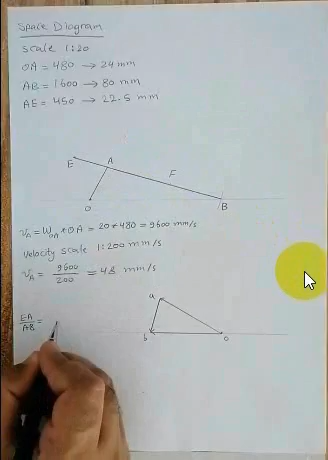 Space Diagram
Scale 1:20
OA = 480 → 24 mm
AB = 1600 → 80 mm
AE = 450 → 22.5 mm
E A F
O B
VA = WOA * OA = 20*480 = 9600 mm/s
Velocity scale 1:200 mm/s
VA = 9600/200 = 48 mm/s
a
b o
EA/AB =